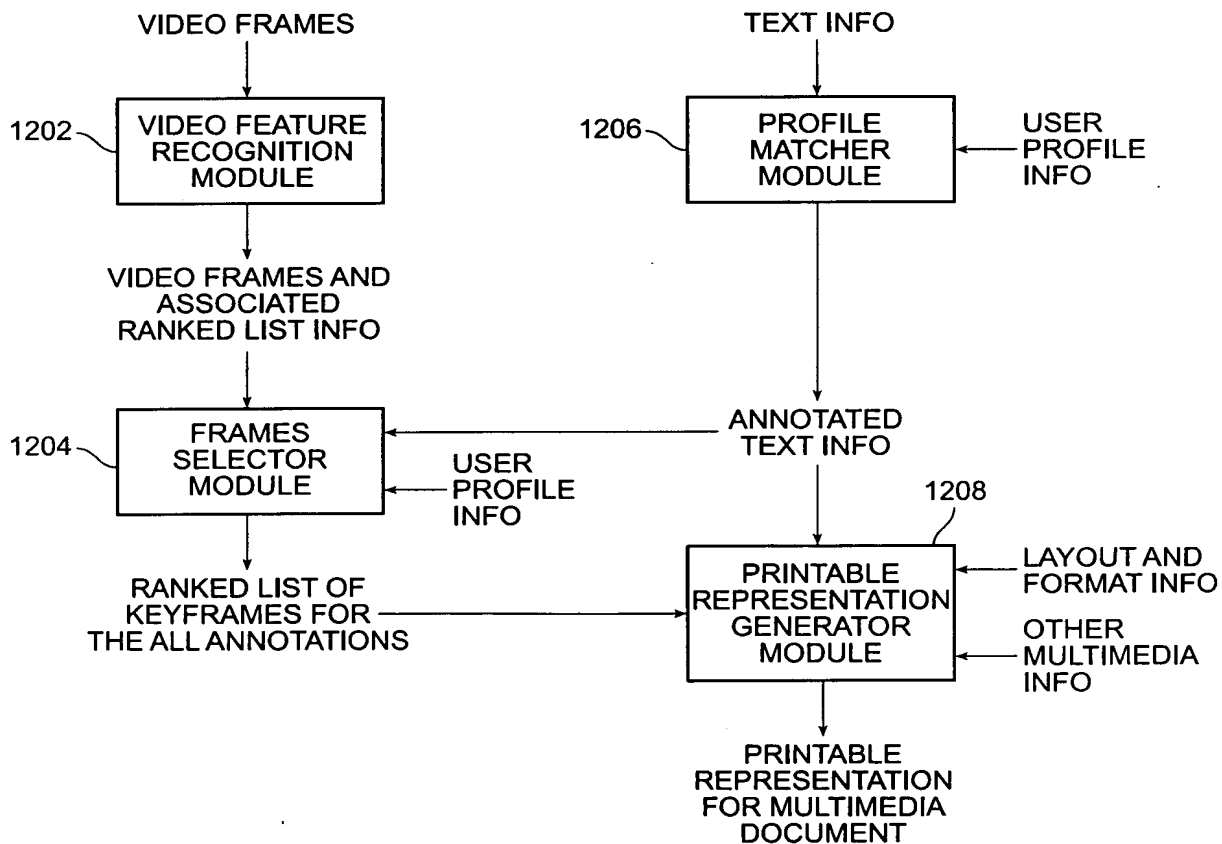 VIDEO FRAMES
1202
VIDEO FEATURE
RECOGNITION
MODULE
VIDEO FRAMES AND
ASSOCIATED
RANKED LIST INFO
1204
FRAMES
SELECTOR
MODULE
USER
PROFILE
INFO
RANKED LIST OF
KEYFRAMES FOR
THE ALL ANNOTATIONS
TEXT INFO
1206
PROFILE
MATCHER
MODULE
USER
PROFILE
INFO
ANNOTATED
TEXT INFO
1208
PRINTABLE
REPRESENTATION
GENERATOR
MODULE
LAYOUT AND
FORMAT INFO
OTHER
MULTIMEDIA
INFO
PRINTABLE
REPRESENTATION
FOR MULTIMEDIA
DOCUMENT